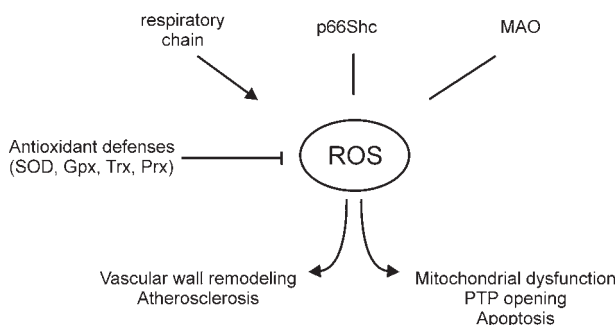 respiratory
chain
p66Shc
MAO
Antioxidant defenses
(SOD, Gpx, Trx, Prx)
ROS
Vascular wall remodeling
Atherosclerosis
Mitochondrial dysfunction
PTP opening
Apoptosis